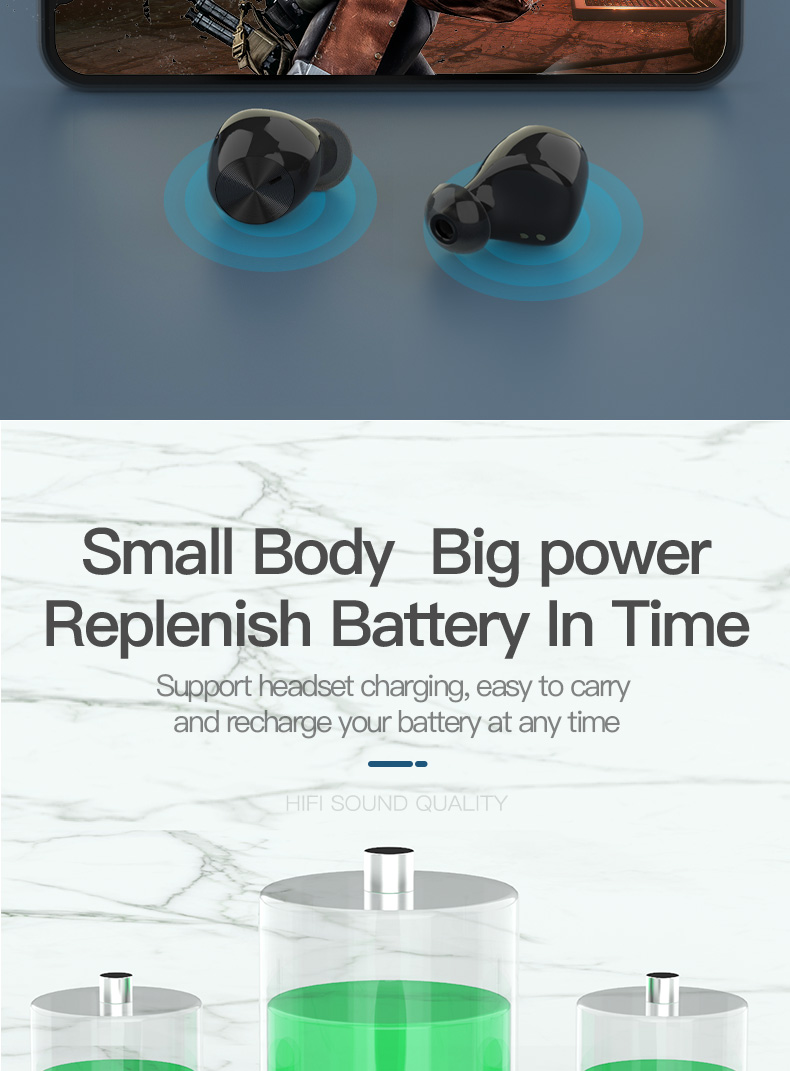 Small Body  Big power
Replenish Battery In Time
Support headset charging, easy to carry
and recharge your battery at any time
HIFI SOUND QUALITY